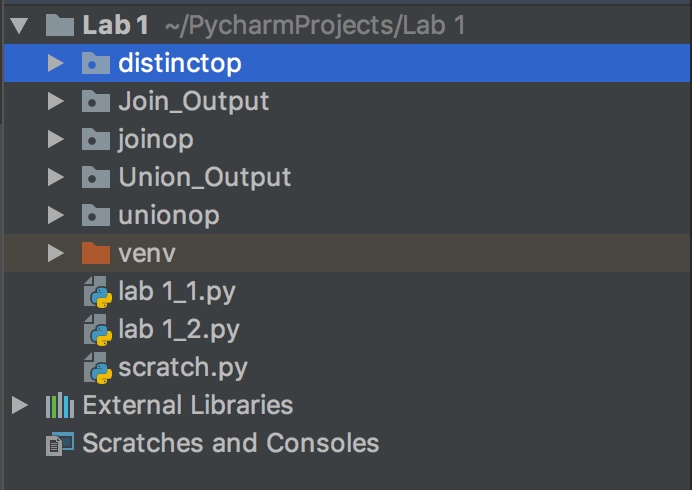 Lab 1 ~/PycharmProjects/Lab 1
distinctop
Join_Output
joinop
Union_Output
unionop
venv
lab 1_1.py
lab 1_2.py
scratch.py
External Libraries
Scratches and Consoles